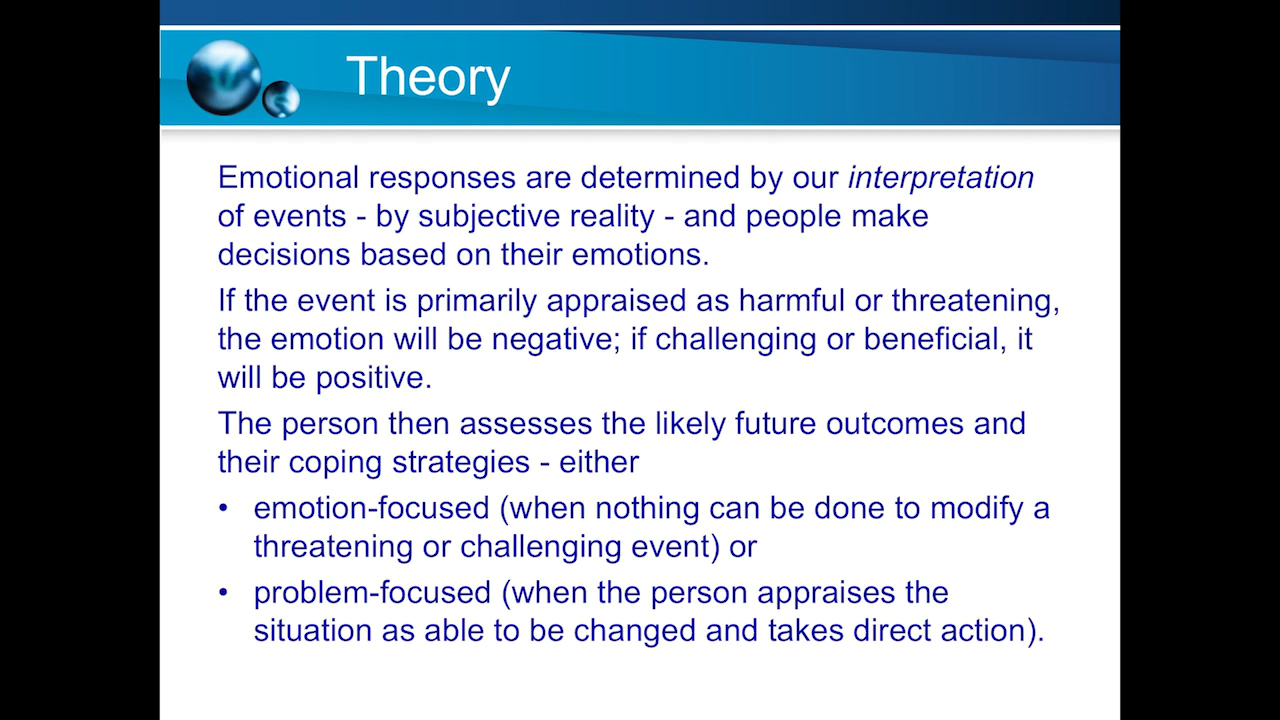 Theory
Emotional responses are determined by our interpretation
of events - by subjective reality - and people make
decisions based on their emotions.
If the event is primarily appraised as harmful or threatening,
the emotion will be negative; if challenging or beneficial, it
will be positive.
The person then assesses the likely future outcomes and
their coping strategies - either
• emotion-focused (when nothing can be done to modify a
threatening or challenging event) or
• problem-focused (when the person appraises the
situation as able to be changed and takes direct action).